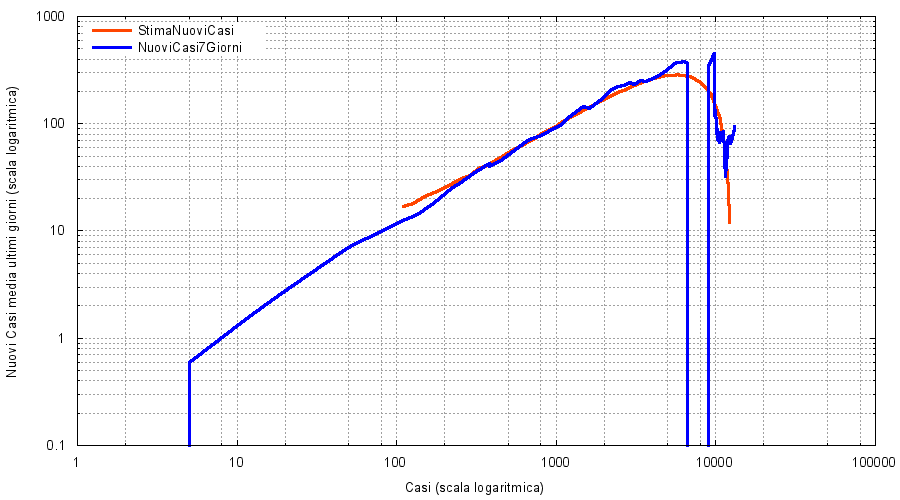 1000
StimaNuoviCasi
NuoviCasi7Giorni
100
10
1
0.1
Nuovi Casi media ultimi giorni (scala logaritmica)
1 10 100 1000 10000 100000
Casi (scala logaritmica)